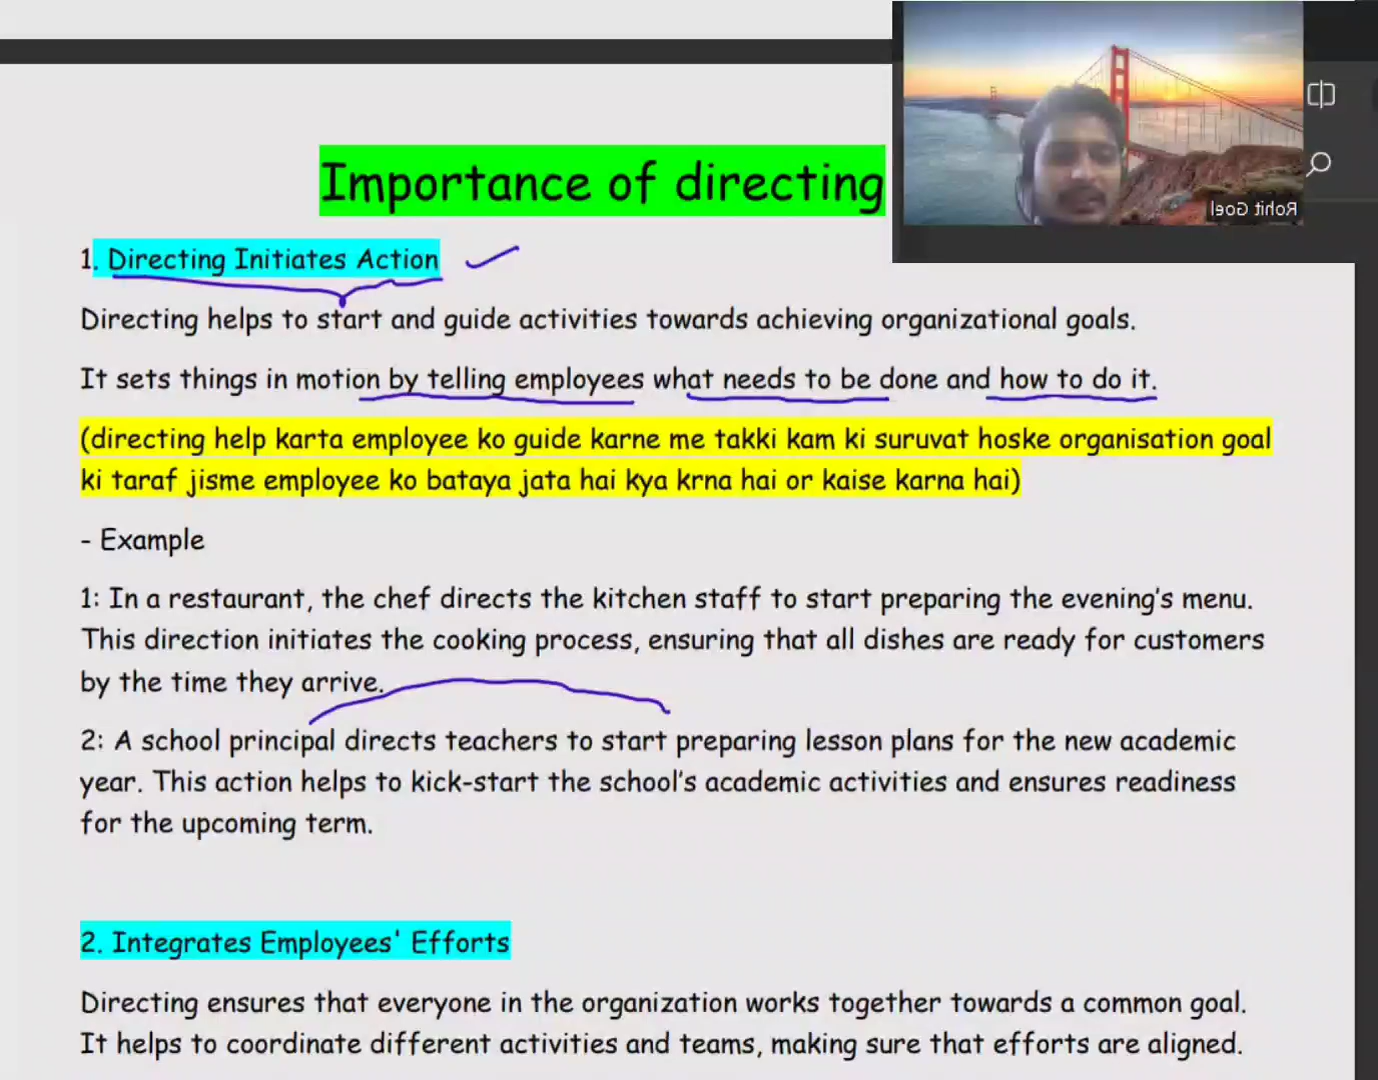 Importance of directing
Rohit Goel
1. Directing Initiates Action
Directing helps to start and guide activities towards achieving organizational goals.
It sets things in motion by telling employees what needs to be done and how to do it.
(directing help karta employee ko guide karne me takki kam ki suruvat hoske organisation goal
ki taraf jisme employee ko bataya jata hai kya krna hai or kaise karna hai)
- Example
1: In a restaurant, the chef directs the kitchen staff to start preparing the evening's menu.
This direction initiates the cooking process, ensuring that all dishes are ready for customers
by the time they arrive.
2: A school principal directs teachers to start preparing lesson plans for the new academic
year. This action helps to kick-start the school's academic activities and ensures readiness
for the upcoming term.
2. Integrates Employees' Efforts
Directing ensures that everyone in the organization works together towards a common goal.
It helps to coordinate different activities and teams, making sure that efforts are aligned.